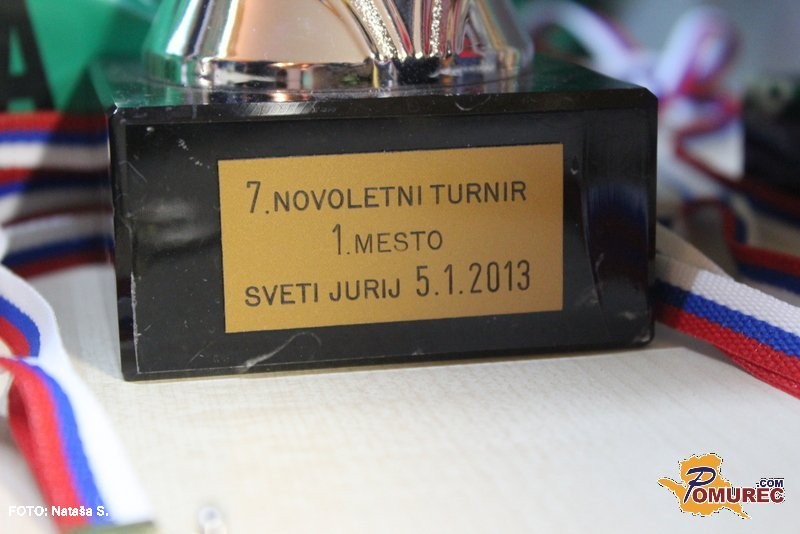 A
7. NOVOLETNI TURNIR
1. MESTO
SVETI JURIJ 5.1.2013
POMUREC.COM
FOTO: Nataša S.